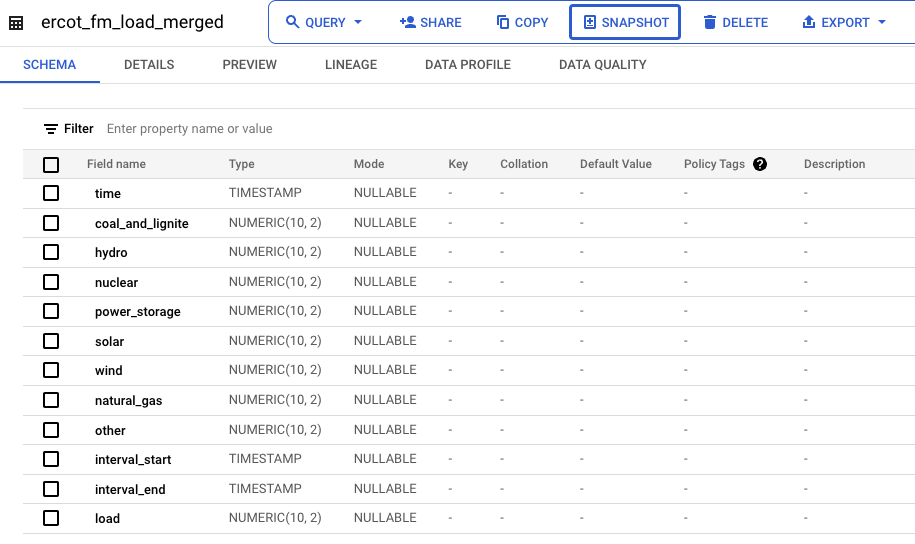 ercot_fm_load_merged QUERY SHARE COPY SNAPSHOT DELETE EXPORT
SCHEMA DETAILS PREVIEW LINEAGE DATA PROFILE DATA QUALITY
Filter Enter property name or value
Field name Type Mode Key Collation Default Value Policy Tags ? Description
time TIMESTAMP NULLABLE - - - - -
coal_and_lignite NUMERIC(10, 2) NULLABLE - - - - -
hydro NUMERIC(10, 2) NULLABLE - - - - -
nuclear NUMERIC(10, 2) NULLABLE - - - - -
power_storage NUMERIC(10, 2) NULLABLE - - - - -
solar NUMERIC(10, 2) NULLABLE - - - - -
wind NUMERIC(10, 2) NULLABLE - - - - -
natural_gas NUMERIC(10, 2) NULLABLE - - - - -
other NUMERIC(10, 2) NULLABLE - - - - -
interval_start TIMESTAMP NULLABLE - - - - -
interval_end TIMESTAMP NULLABLE - - - - -
load NUMERIC(10, 2) NULLABLE - - - - -